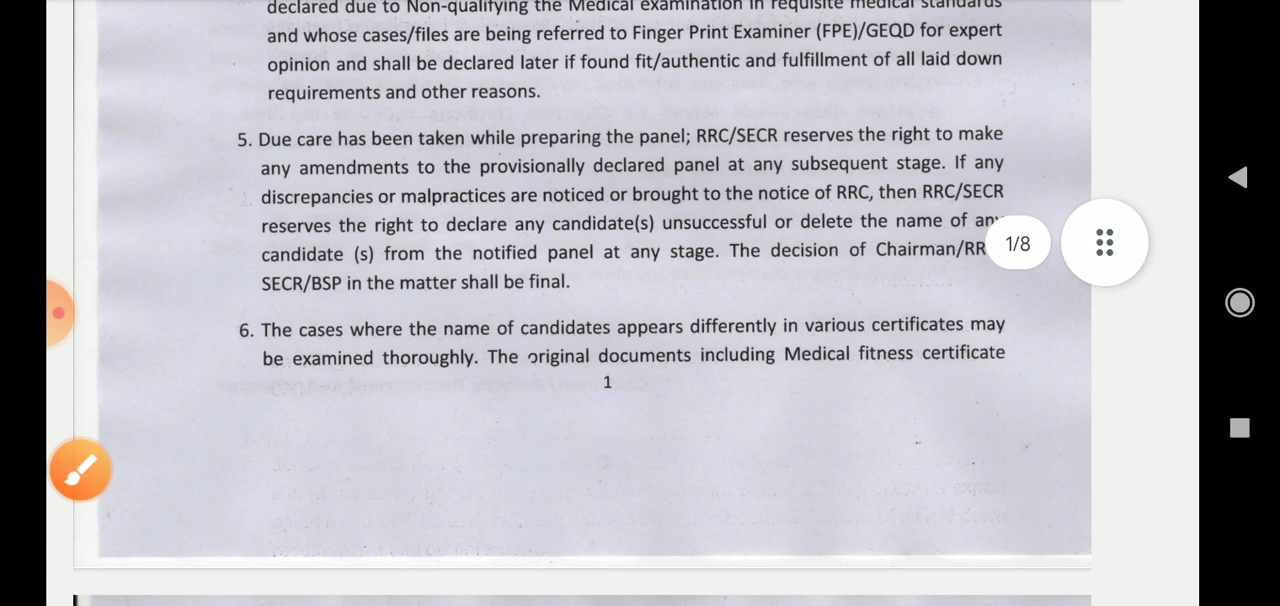 declared due to Non-qualifying the Medical examination in requisite medical standards
and whose cases/files are being referred to Finger Print Examiner (FPE)/GEQD for expert
opinion and shall be declared later if found fit/authentic and fulfillment of all laid down
requirements and other reasons.
5. Due care has been taken while preparing the panel; RRC/SECR reserves the right to make
any amendments to the provisionally declared panel at any subsequent stage. If any
discrepancies or malpractices are noticed or brought to the notice of RRC, then RRC/SECR
reserves the right to declare any candidate(s) unsuccessful or delete the name of any
candidate (s) from the notified panel at any stage. The decision of Chairman/RR
SECR/BSP in the matter shall be final.
1/8
6. The cases where the name of candidates appears differently in various certificates may
be examined thoroughly. The original documents including Medical fitness certificate
1